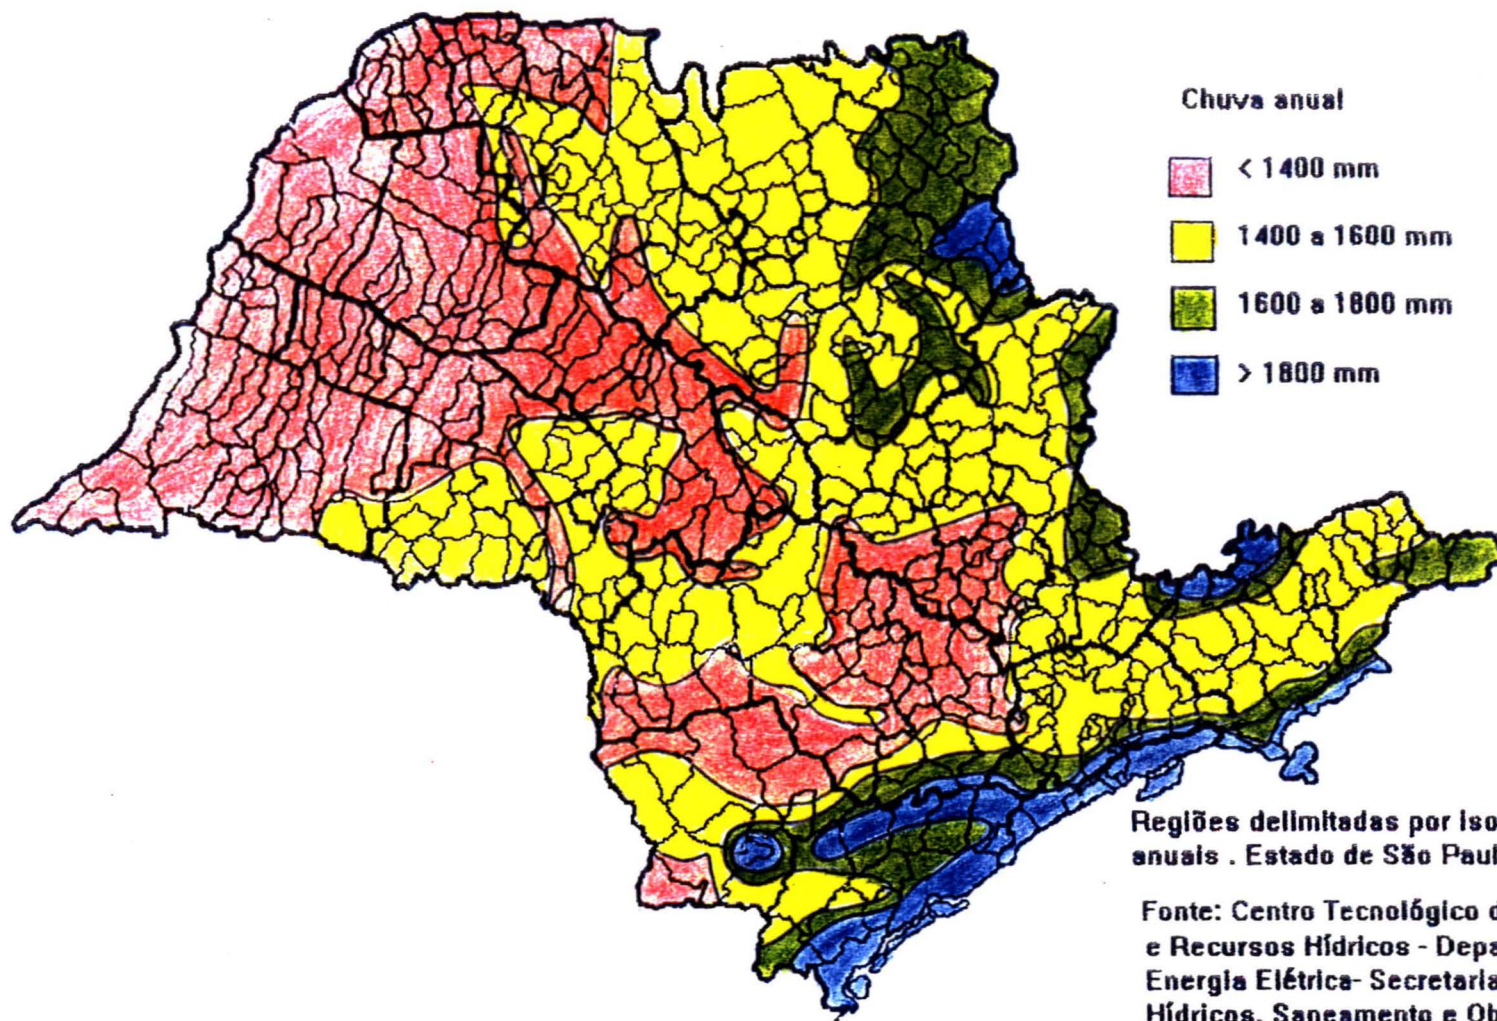 Chuva anual
< 1400 mm
1400 a 1600 mm
1600 a 1800 mm
> 1800 mm
Regiões delimitadas por iso
anuais . Estado de São Paul
Fonte: Centro Tecnológico d
e Recursos Hídricos - Depa
Energia Elétrica- Secretaria
Hídricos, Saneamento e Ob